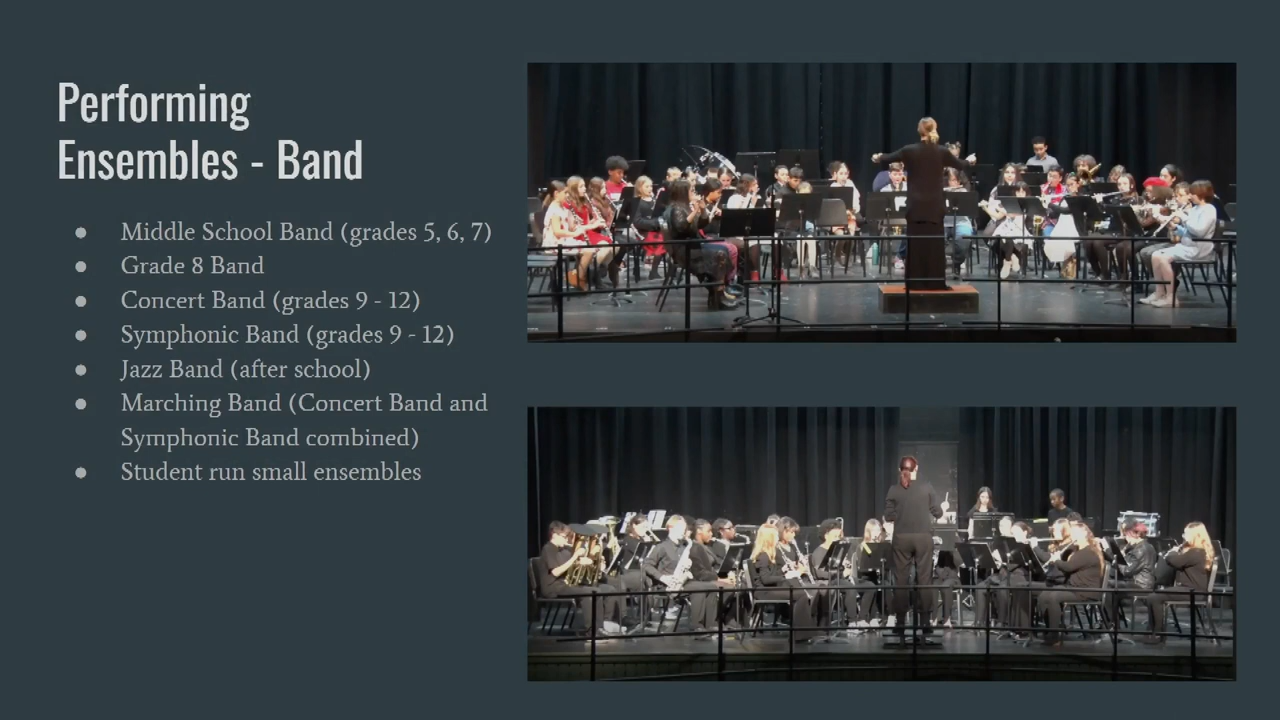 Performing
Ensembles - Band
● Middle School Band (grades 5, 6, 7)
● Grade 8 Band
● Concert Band (grades 9 - 12)
● Symphonic Band (grades 9 - 12)
● Jazz Band (after school)
● Marching Band (Concert Band and
Symphonic Band combined)
● Student run small ensembles